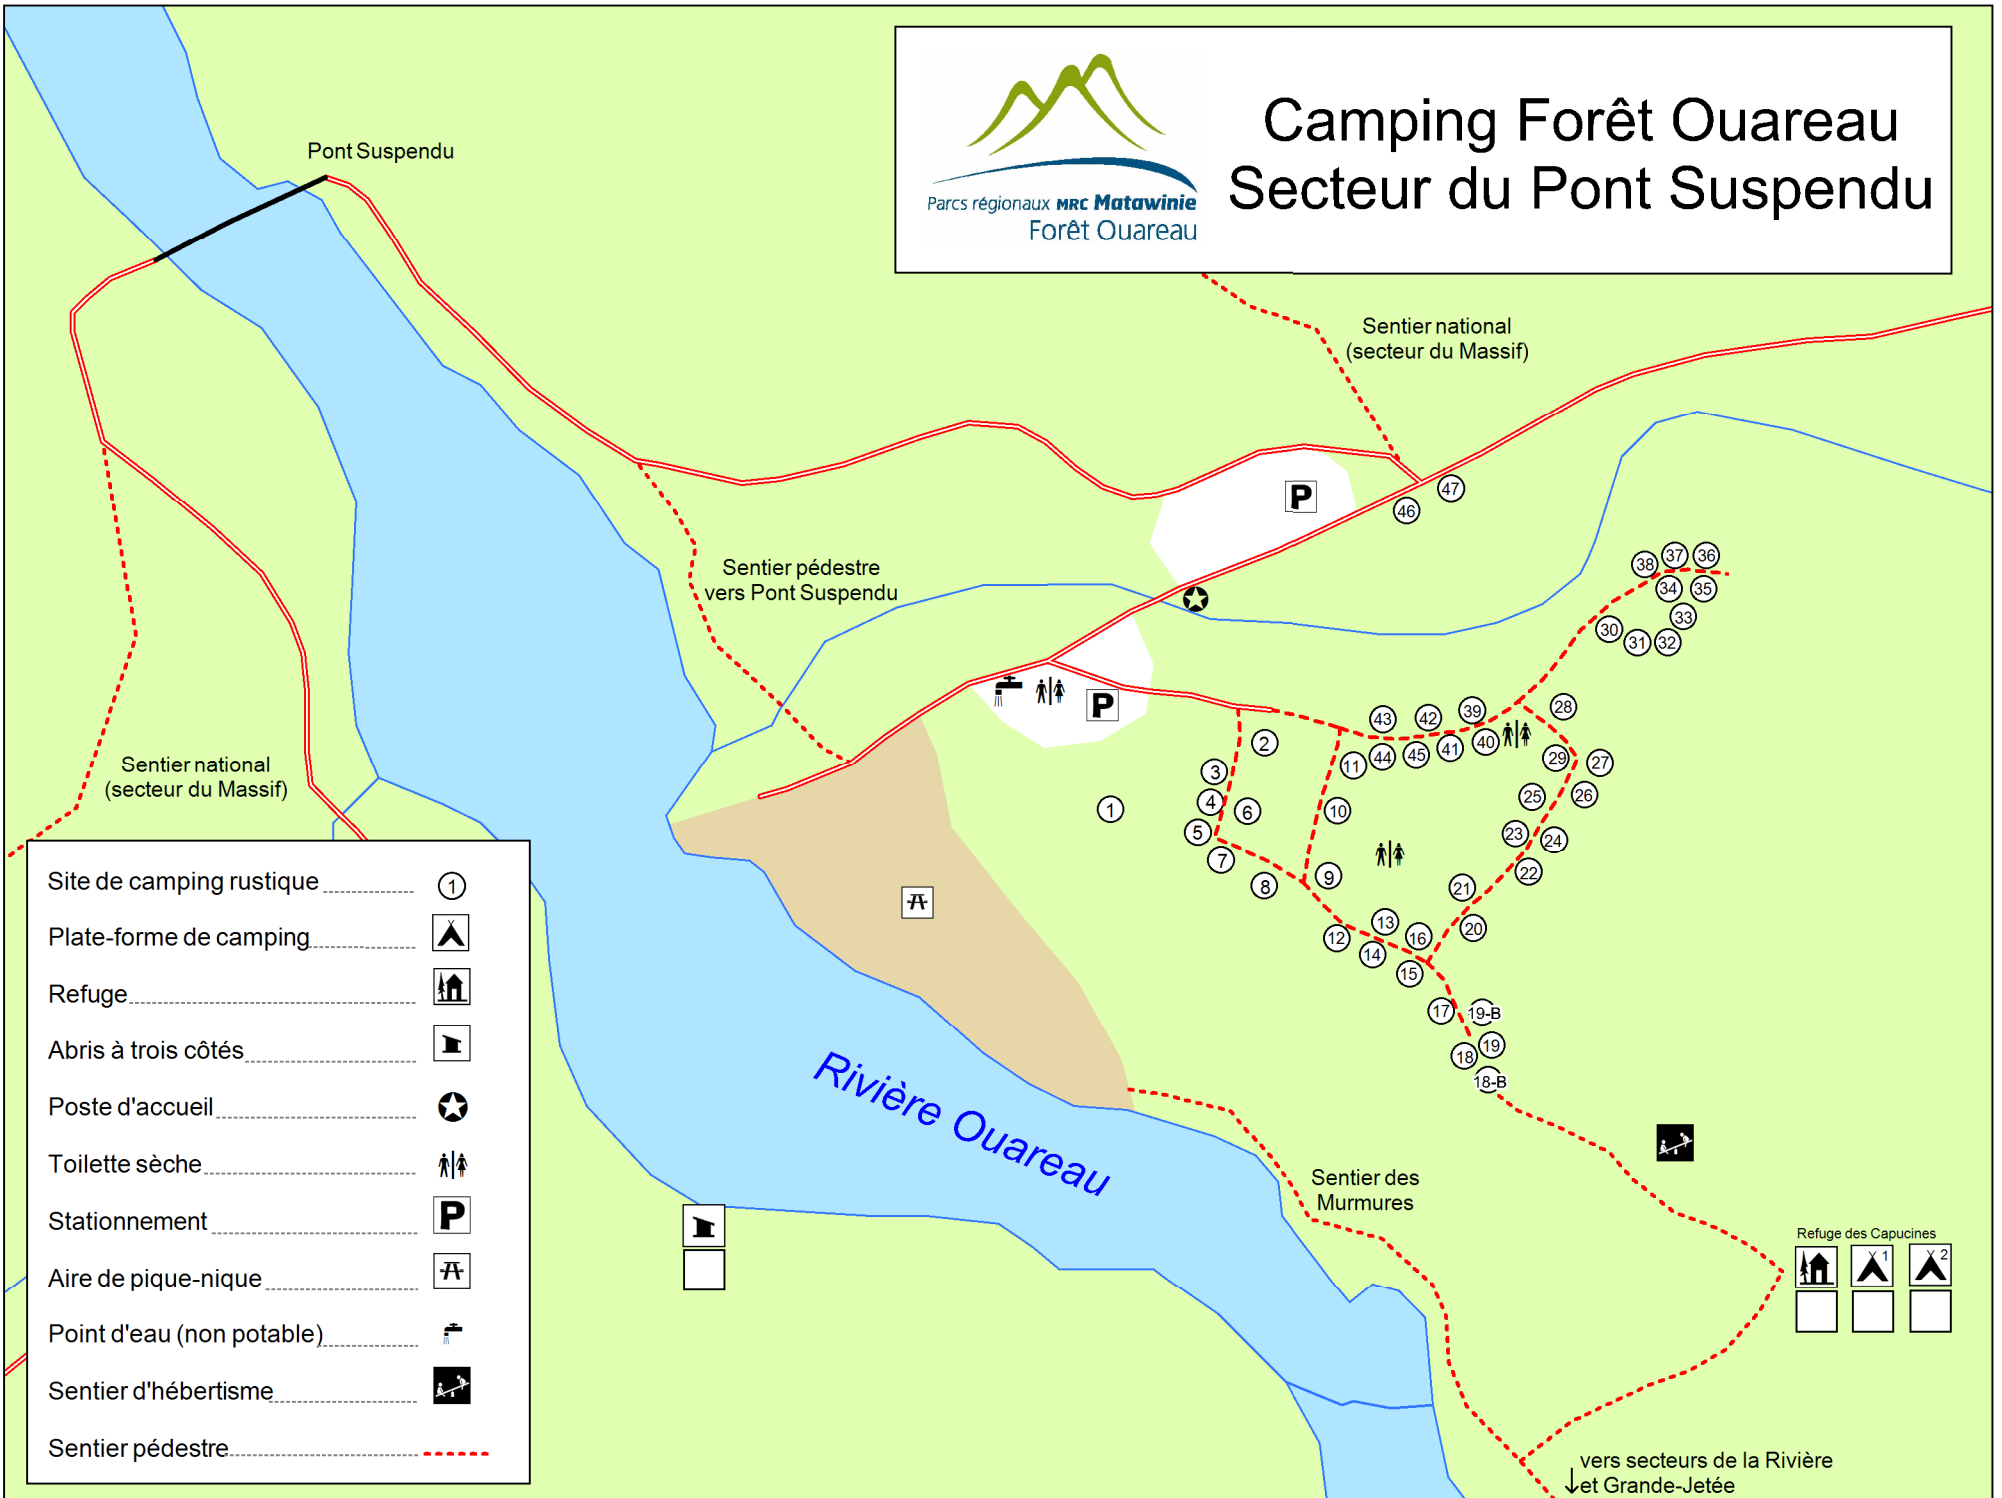 Camping Forêt Ouareau
Secteur du Pont Suspendu
Parcs régionaux MRC Matawinie
Forêt Ouareau
Pont Suspendu
Sentier national
(secteur du Massif)
P
47
46
Sentier pédestre
vers Pont Suspendu
38
37
36
34
35
33
30
31
32
P
43
42
39
28
2
44
45
41
40
11
29
27
3
25
26
4
6
1
10
5
23
24
7
22
9
8
21
13
20
12
16
14
15
17
19-B
19
18
18-B
Sentier national
(secteur du Massif)
Rivière Ouareau
Sentier des
Murmures
Refuge des Capucines
1
2
vers secteurs de la Rivière
et Grande-Jetée
Site de camping rustique
1
Plate-forme de camping
Refuge
Abris à trois côtés
Poste d'accueil
Toilette sèche
Stationnement
P
Aire de pique-nique
Point d'eau (non potable)
Sentier d'hébertisme
Sentier pédestre